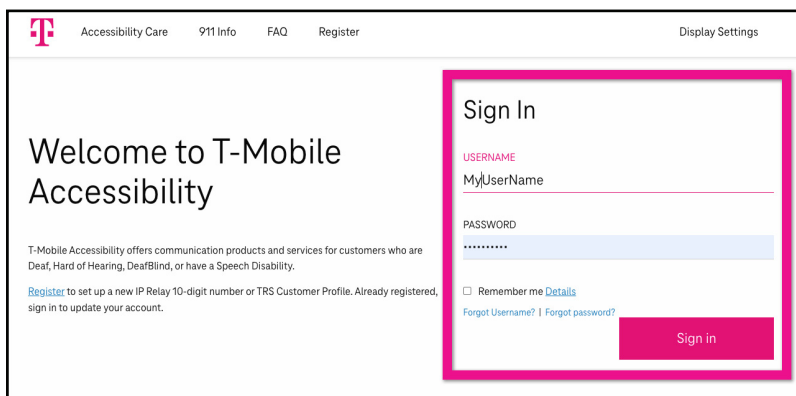 T
Accessibility Care
911 Info
FAQ
Register
Display Settings
Welcome to T-Mobile
Accessibility
T-Mobile Accessibility offers communication products and services for customers who are
Deaf, Hard of Hearing, DeafBlind, or have a Speech Disability.
Register to set up a new IP Relay 10-digit number or TRS Customer Profile. Already registered,
sign in to update your account.
Sign In
USERNAME
MyUserName
PASSWORD
••••••••••
Remember me Details
Forgot Username? | Forgot password?
Sign in